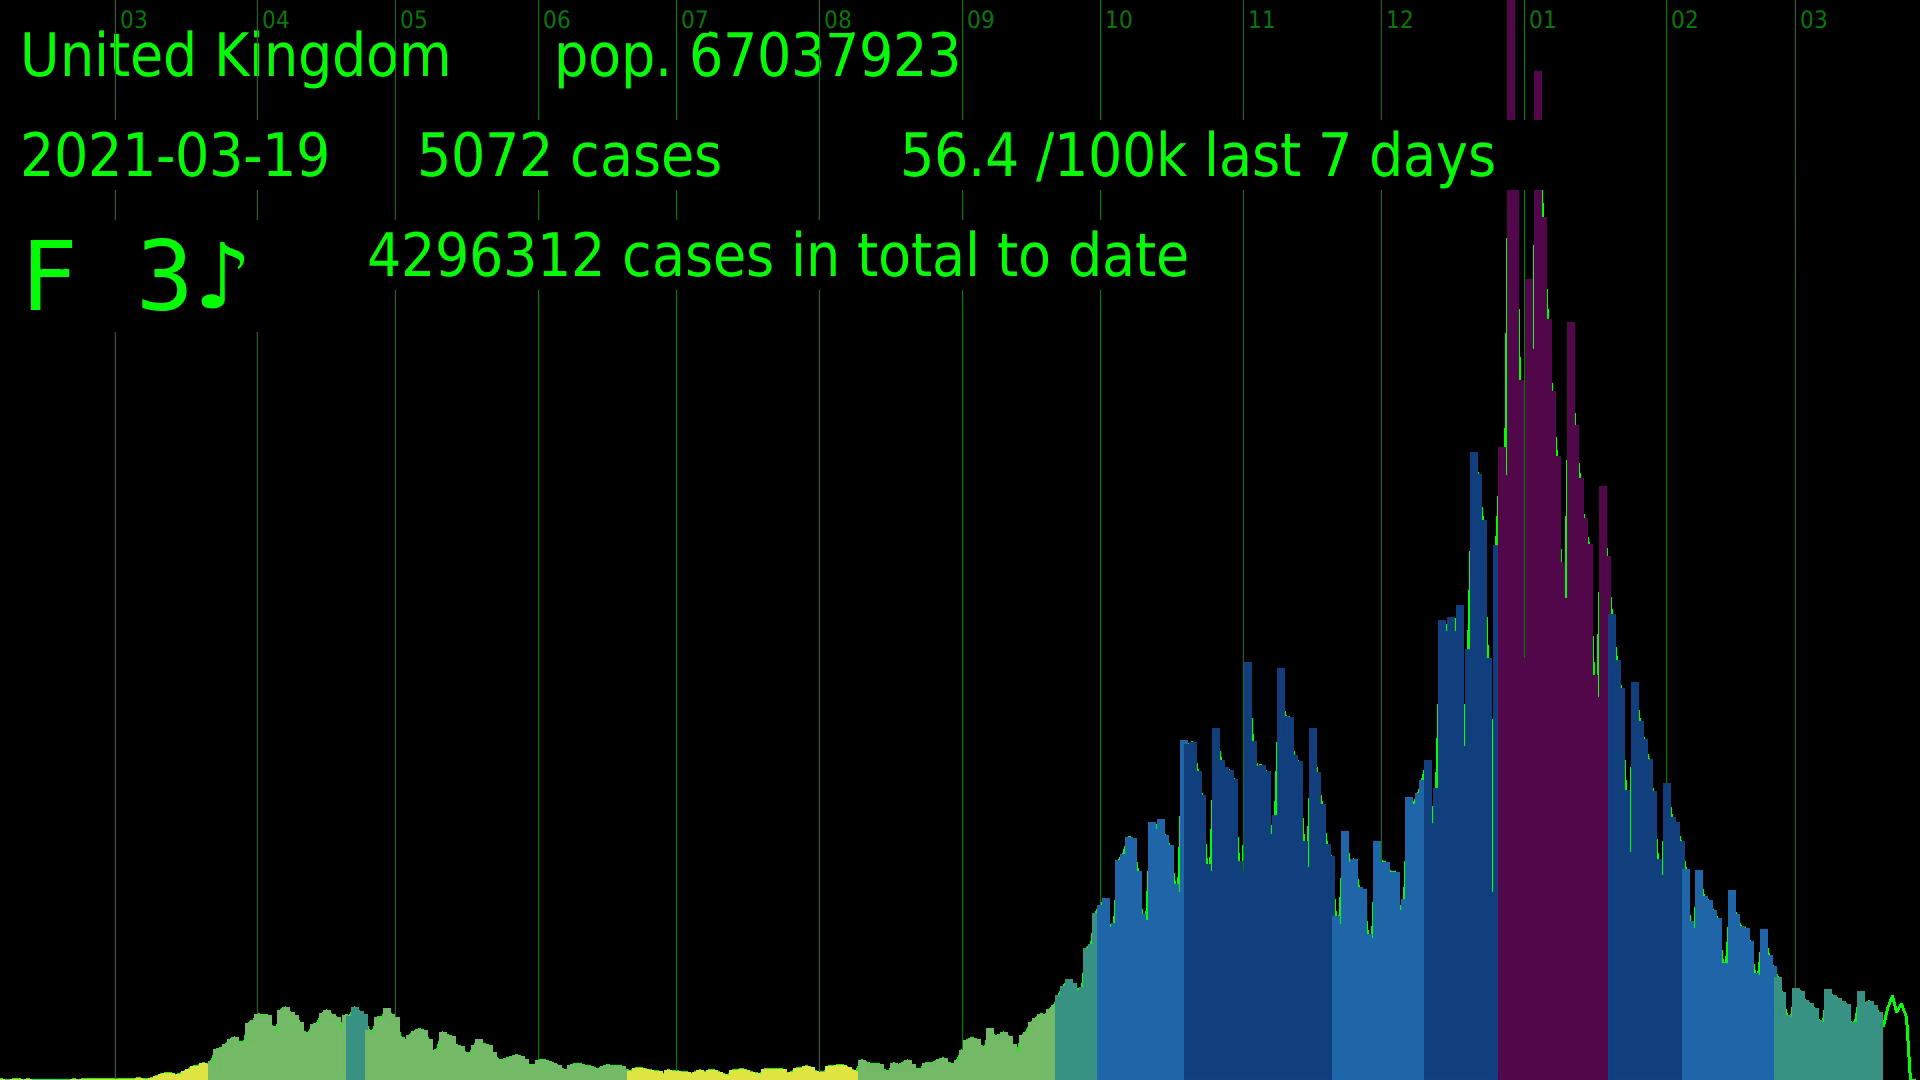 03 04 05 06 07 08 09 10 11 12 01 02 03
United Kingdom pop. 67037923
2021-03-19 5072 cases 56.4 /100k last 7 days
F 3♪ 4296312 cases in total to date